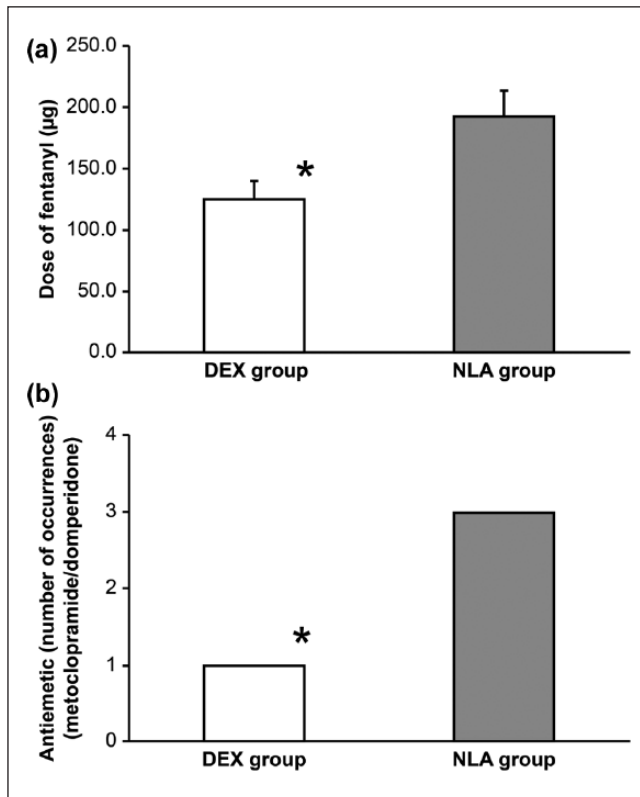 (a)
Dose of fentanyl (µg)
250.0
200.0
150.0
100.0
50.0
0.0
*
DEX group
NLA group
(b)
Antiemetic (number of occurrences)
(metoclopramide/domperidone)
4
3
2
1
0
*
DEX group
NLA group